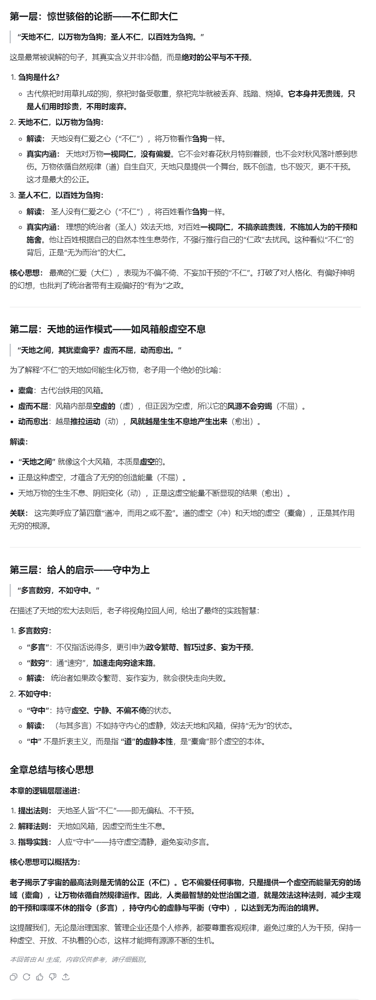 第一层：惊世骇俗的论断——不仁即大仁
“天地不仁，以万物为刍狗；圣人不仁，以百姓为刍狗。”
这是最常被误解的句子，其真实含义并非冷酷，而是绝对的公平与不干预。
1. 刍狗是什么？
古代祭祀时用草扎成的狗，祭祀时备受敬重，祭祀完毕就被丢弃、践踏、烧掉。它本身并无贵贱，只
是人们用时珍贵，不用时废弃。
2. 天地不仁，以万物为刍狗：
解读： 天地没有仁爱之心（“不仁”），将万物看作刍狗一样。
真实内涵： 天地对万物一视同仁，没有偏爱。它不会对春花秋月特别眷顾，也不会对秋风落叶感到悲
伤。万物依循自然规律（道）自生自灭，天地只是提供一个舞台，既不创造，也不毁灭，更不干预。
这才是最大的公正。
3. 圣人不仁，以百姓为刍狗：
解读： 圣人没有仁爱之心（“不仁”），将百姓看作刍狗一样。
真实内涵： 理想的统治者（圣人）效法天地，对百姓一视同仁，不搞亲疏贵贱，不施加人为的干预和
施舍。他让百姓根据自己的自然本性生息劳作，不强行推行自己的“仁政”去扰民。这种看似“不仁”的
背后，正是“无为而治”的大仁。
核心思想： 最高的仁爱（大仁），表现为不偏不倚、不妄加干预的“不仁”。打破了对人格化、有偏好神明
的幻想，也批判了统治者带有主观偏好的“有为”之政。
第二层：天地的运作模式——如风箱般虚空不息
“天地之间，其犹橐龠乎？虚而不屈，动而愈出。”
为了解释“不仁”的天地如何能生化万物，老子用一个绝妙的比喻：
橐龠：古代冶铁用的风箱。
虚而不屈：风箱内部是空虚的（虚），但正因为空虚，所以它的风源不会穷竭（不屈）。
动而愈出：越是推拉运动（动），风就越是生生不息地产生出来（愈出）。
解读：
“天地之间” 就像这个大风箱，本质是虚空的。
正是这种虚空，才蕴含了无穷的创造能量（不屈）。
天地万物的生生不息、阴阳变化（动），正是这虚空能量不断显现的结果（愈出）。
关联： 这完美呼应了第四章“道冲，而用之或不盈”。道的虚空（冲）和天地的虚空（橐龠），正是其作用
无穷的根源。
第三层：给人的启示——守中为上
“多言数穷，不如守中。”
在描述了天地的宏大法则后，老子将视角拉回人间，给出了最终的实践智慧：
1. 多言数穷：
“多言”：不仅指话说得多，更引申为政令繁苛、智巧过多、妄为干预。
“数穷”：通“速穷”，加速走向穷途末路。
解读： 统治者如果政令繁苛、妄作妄为，就会很快走向失败。
2. 不如守中：
“守中”：持守虚空、宁静、不偏不倚的状态。
解读： （与其多言）不如持守内心的虚静，效法天地和风箱，保持“无为”的状态。
“中” 不是折衷主义，而是指 “道”的虚静本性，是“橐龠”那个虚空的本体。
全章总结与核心思想
本章的逻辑层层递进：
1. 提出法则： 天地圣人皆“不仁”——即无偏私、不干预。
2. 解释法则： 天地如风箱，因虚空而生生不息。
3. 指导实践： 人应“守中”——持守虚空清静，避免妄动多言。
核心思想可以概括为：
老子揭示了宇宙的最高法则是无情的公正（不仁）。它不偏爱任何事物，只是提供一个虚空而能量无穷的场
域（橐龠），让万物依循自然规律运作。因此，人类最智慧的处世治国之道，就是效法这种法则，减少主观
的干预和喋喋不休的指令（多言），持守内心的虚静与平衡（守中），以达到无为而治的境界。
这提醒我们，无论是治理国家、管理企业还是个人修养，都要尊重客观规律，避免过度的人为干预，保持一
种虚空、开放、不执着的心态，这样才能拥有源源不断的生机。
本回答由 AI 生成，内容仅供参考，请仔细甄别。